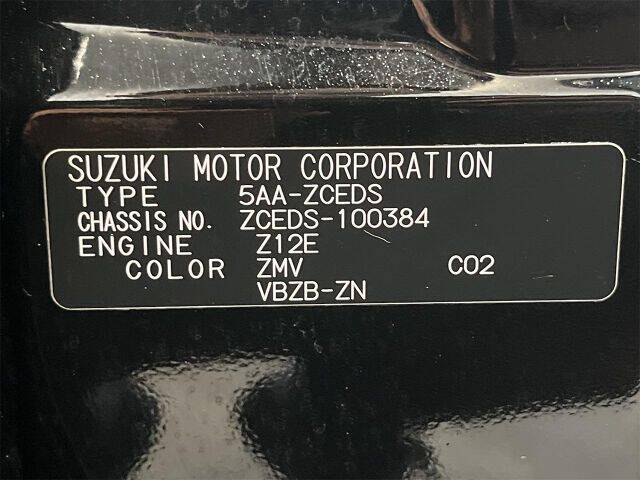 SUZUKI MOTOR CORPORATION
TYPE 5AA-ZCEDS
CHASSIS NO. ZCEDS-100384
ENGINE Z12E
COLOR ZMV C02
VBZB-ZN